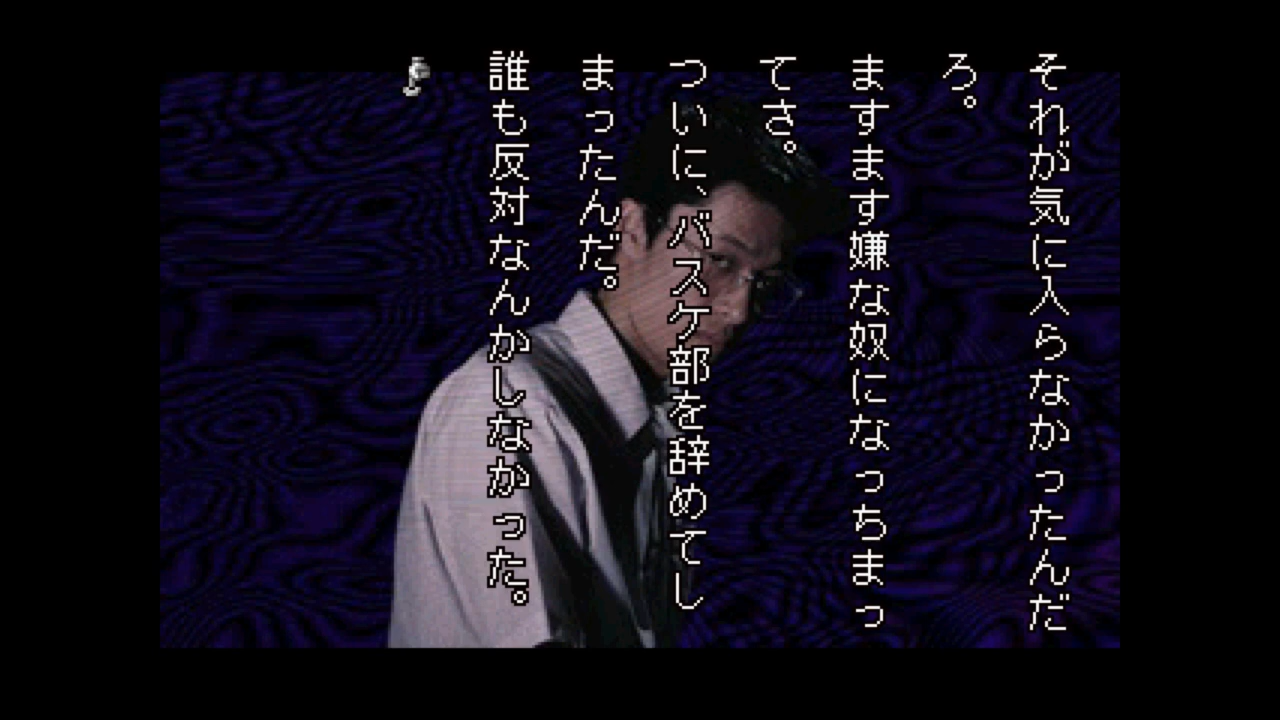 それが気に入らなかったんだ
ろ。
ますます嫌な奴になっちまっ
てさ。
ついに、バスケ部を辞めてし
まったんだ。
誰も反対なんかしなかった。